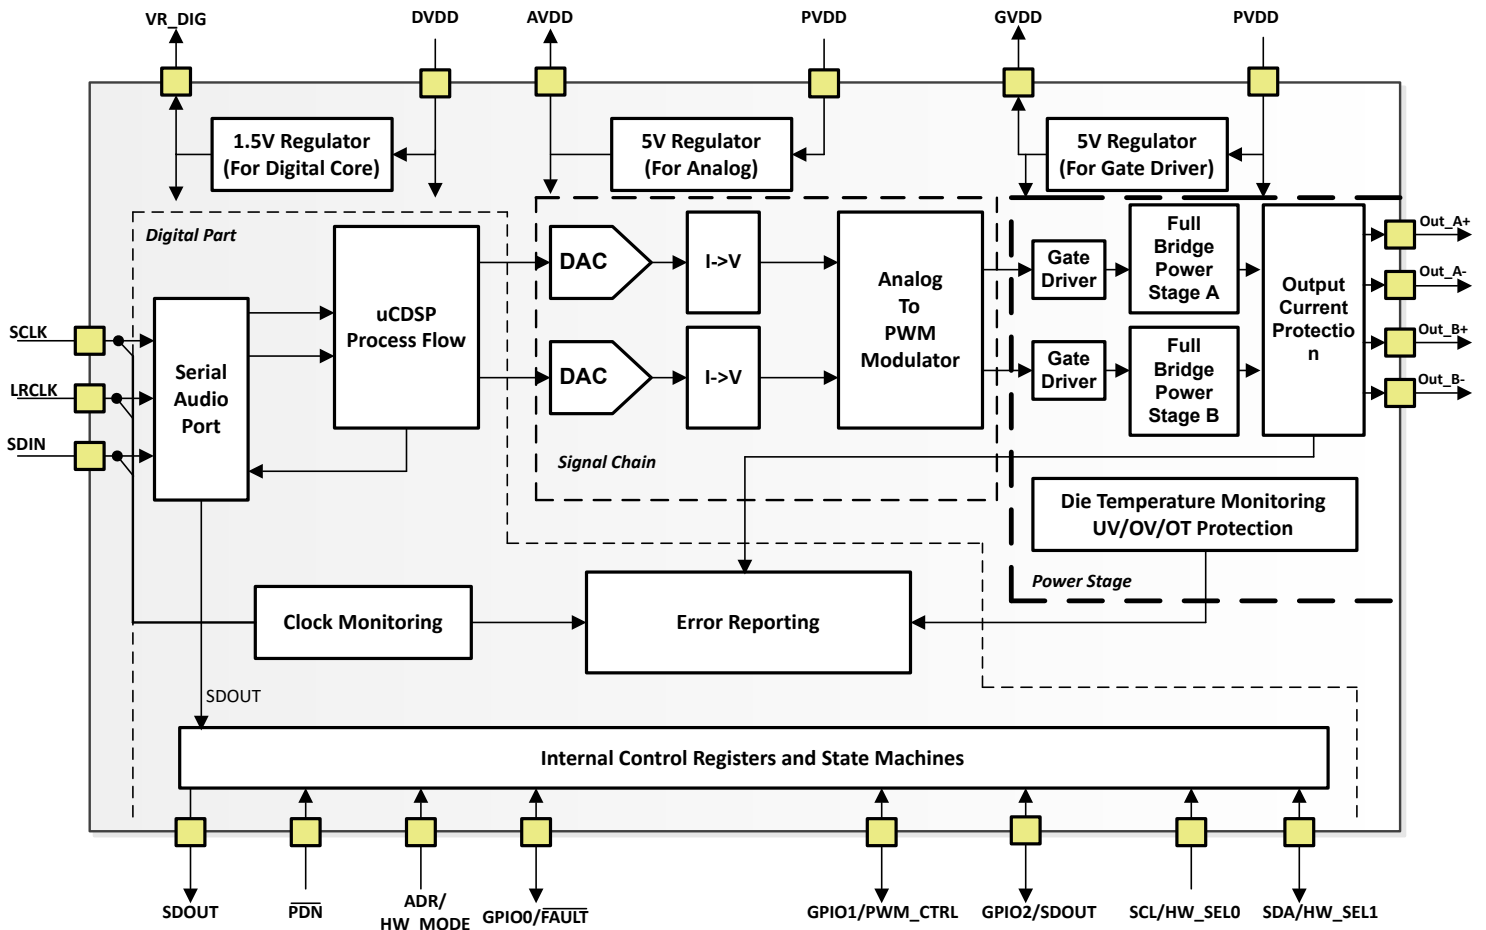 VR_DIG
DVDD
AVDD
PVDD
GVDD
PVDD
1.5V Regulator
(For Digital Core)
5V Regulator
(For Analog)
5V Regulator
(For Gate Driver)
Digital Part
uCDSP
Process Flow
DAC
I->V
DAC
I->V
Analog
To
PWM
Modulator
Signal Chain
Gate
Driver
Full
Bridge
Power
Stage A
Gate
Driver
Full
Bridge
Power
Stage B
Output
Current
Protectio
n
Out_A+
Out_A-
Out_B+
Out_B-
SCLK
LRCLK
SDIN
Serial
Audio
Port
Die Temperature Monitoring
UV/OV/OT Protection
Power Stage
Clock Monitoring
Error Reporting
SDOUT
Internal Control Registers and State Machines
SDOUT
PDN
ADR/
HW_MODE
GPIO0/FAULT
GPIO1/PWM_CTRL
GPIO2/SDOUT
SCL/HW_SEL0
SDA/HW_SEL1